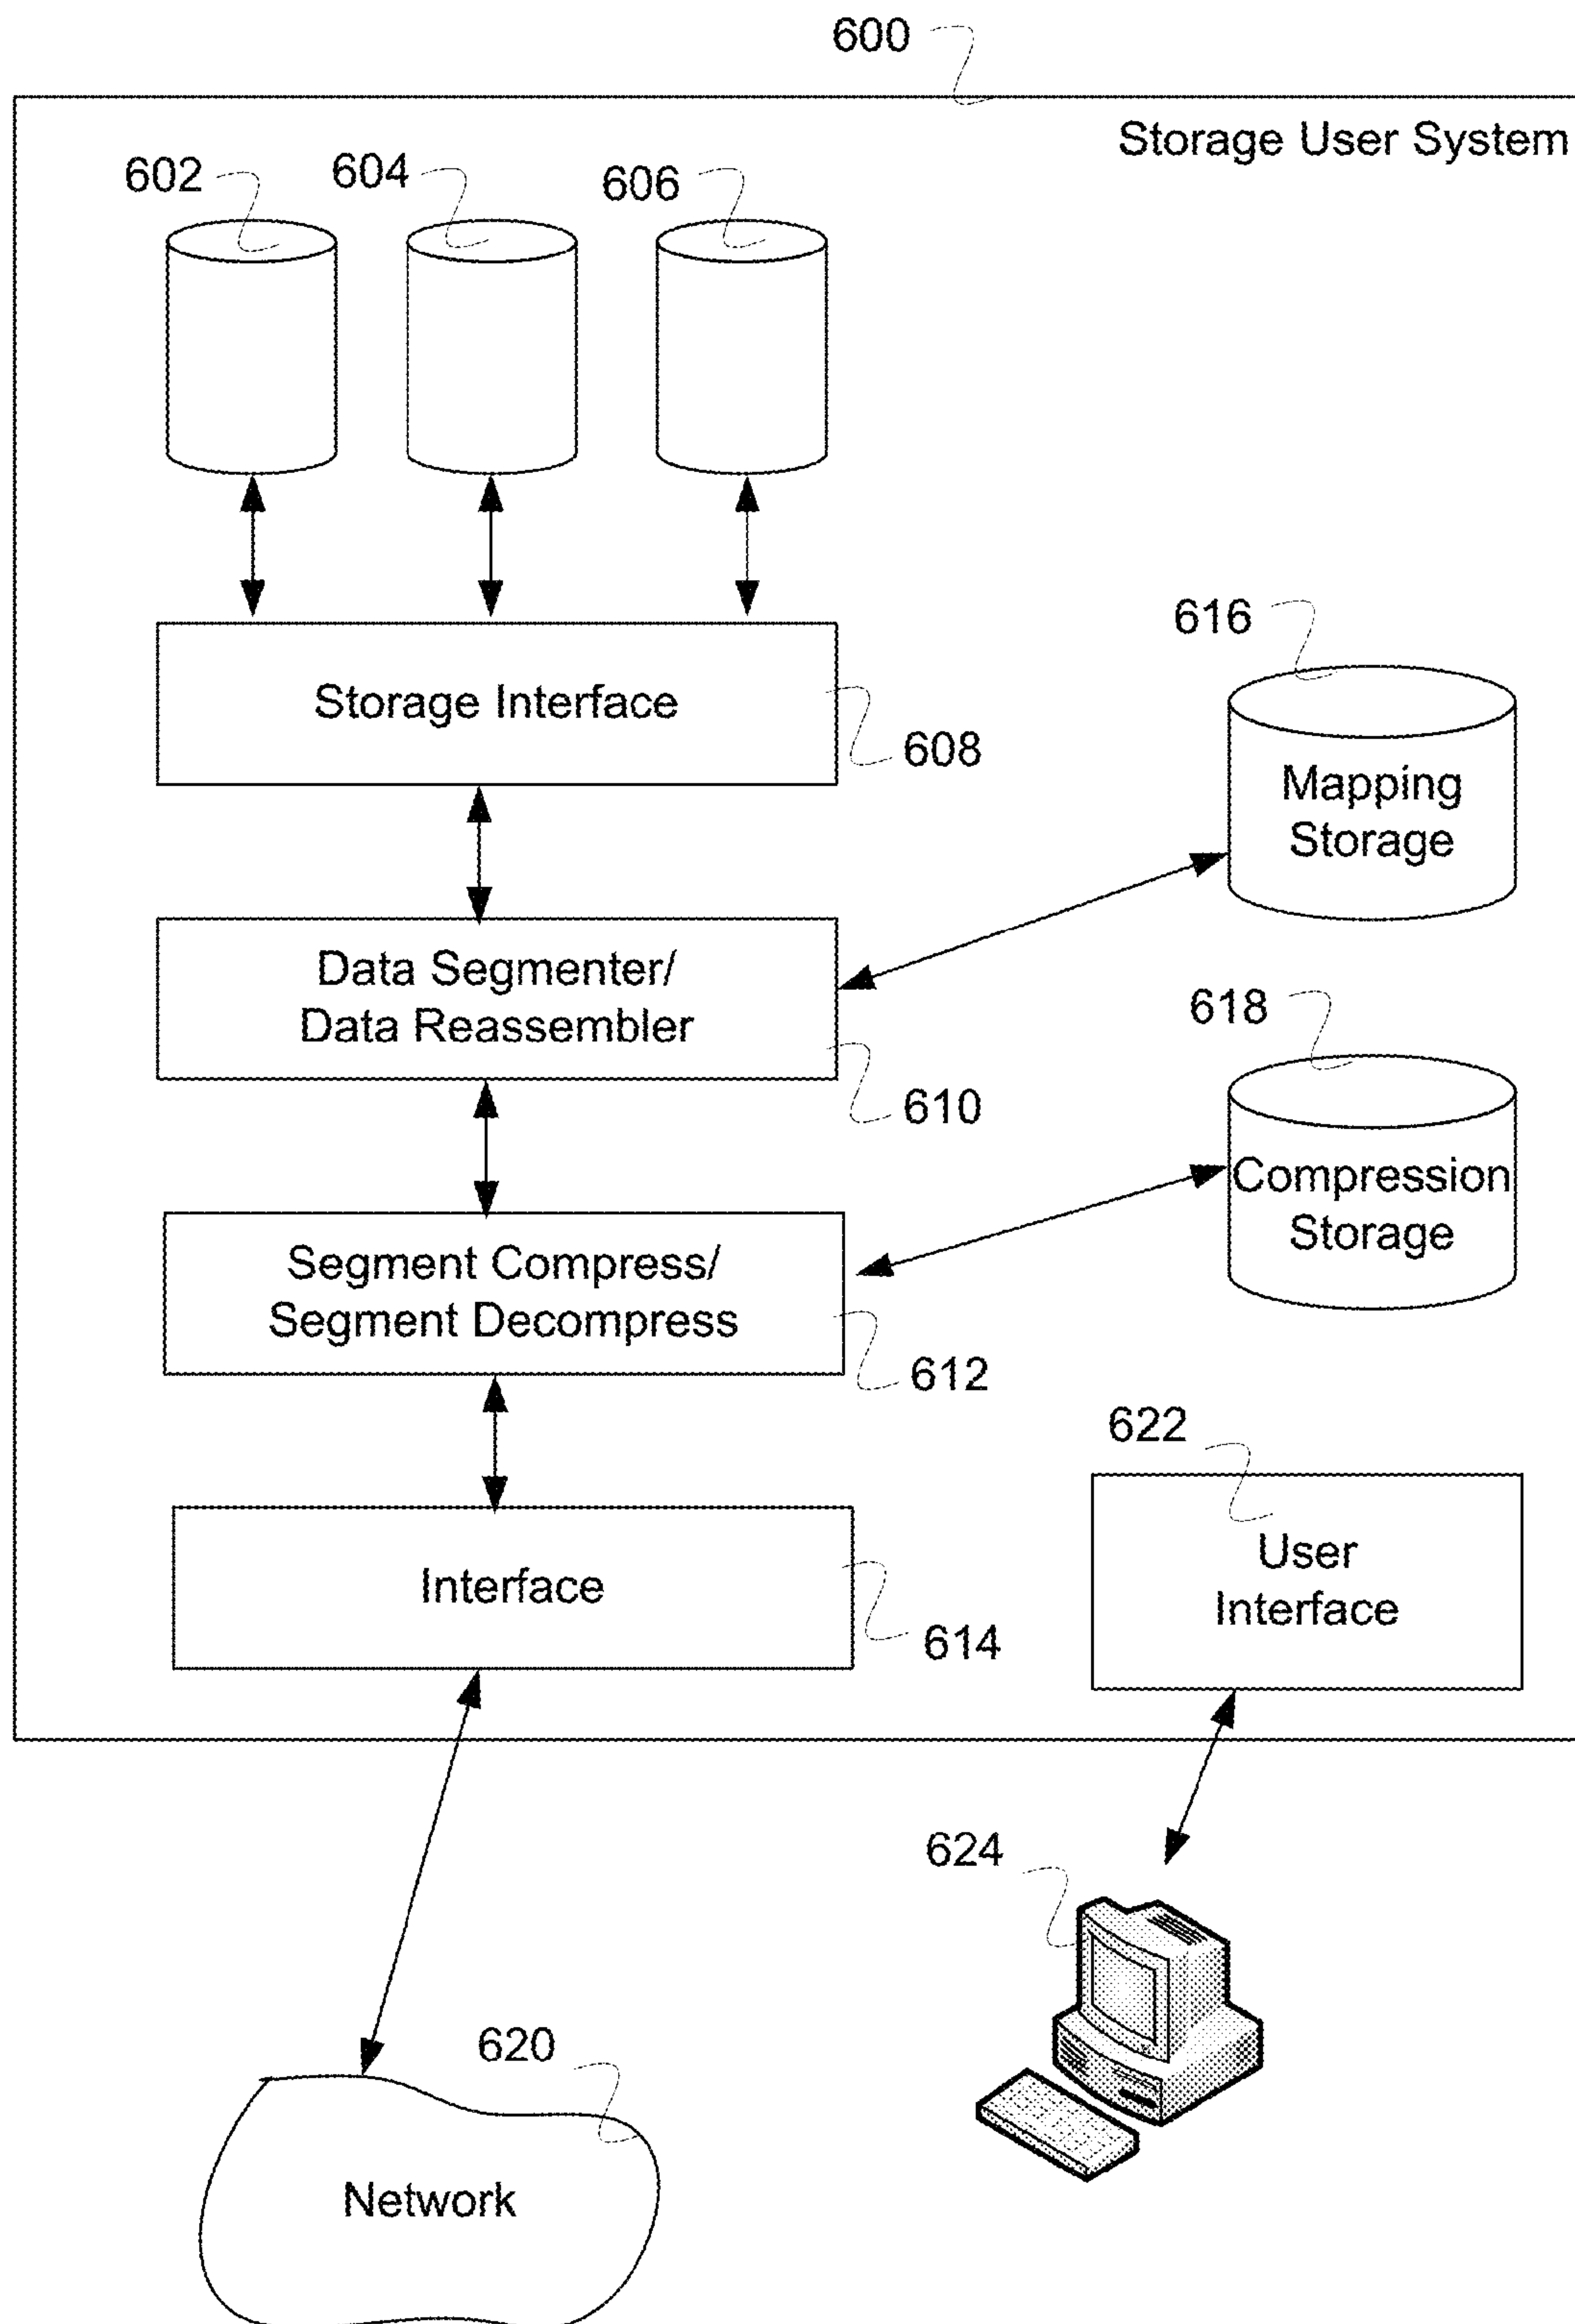 600
Storage User System
602
604
606
Storage Interface
608
616
Mapping
Storage
Data Segmenter/
Data Reassembler
610
618
Compression
Storage
Segment Compress/
Segment Decompress
612
622
User
Interface
Interface
614
624
620
Network